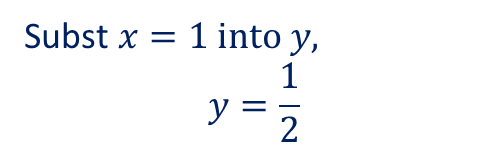 Subst x = 1 into y,
y = 1/2